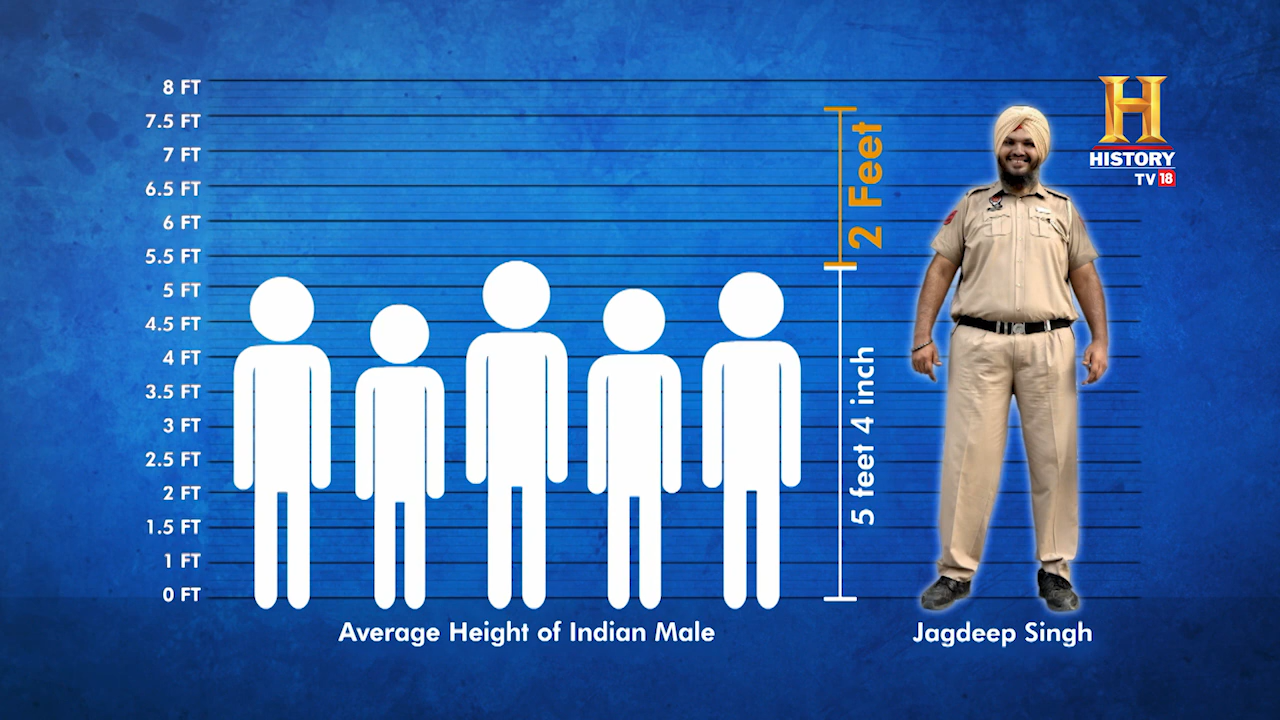 8 FT
7.5 FT
7 FT
6.5 FT
6 FT
5.5 FT
5 FT
4.5 FT
4 FT
3.5 FT
3 FT
2.5 FT
2 FT
1.5 FT
1 FT
0 FT
2 Feet
5 feet 4 inch
H
HISTORY
TV 18
Average Height of Indian Male
Jagdeep Singh